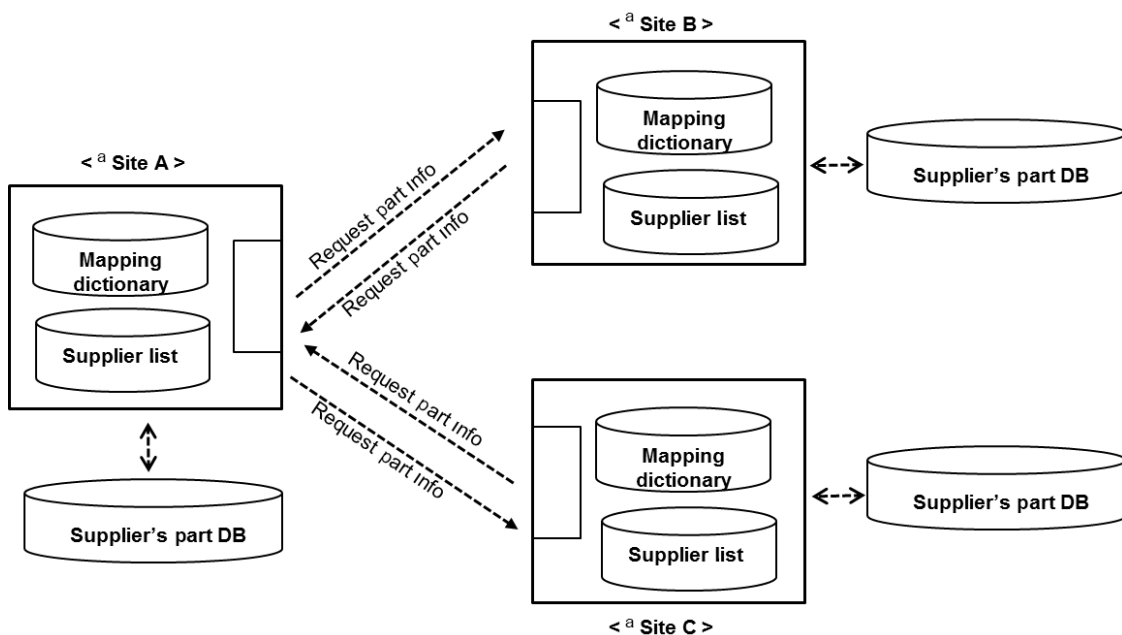 < a Site A >
Mapping
dictionary
Supplier list
Supplier's part DB
Request part info
Request part info
Request part info
Request part info
< a Site B >
Mapping
dictionary
Supplier list
Supplier's part DB
Mapping
dictionary
Supplier list
< a Site C >
Supplier's part DB